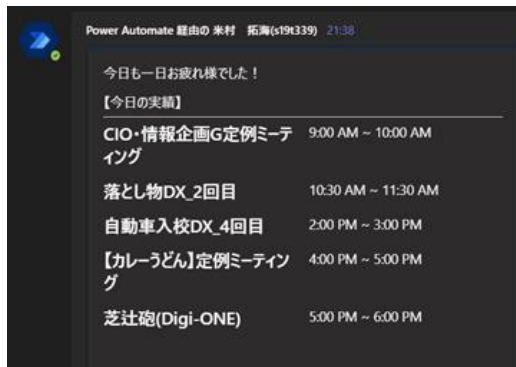 Power Automate 経由の 米村　拓海(s19t339) 21:38
今日も一日お疲れ様でした！
【今日の実績】
CIO・情報企画G定例ミーテ 9:00 AM ~ 10:00 AM
ィング
落とし物DX_2回目 10:30 AM ~ 11:30 AM
自動車入校DX_4回目 2:00 PM ~ 3:00 PM
【カレーうどん】定例ミーティン 4:00 PM ~ 5:00 PM
グ
芝辻砲(Digi-ONE) 5:00 PM ~ 6:00 PM